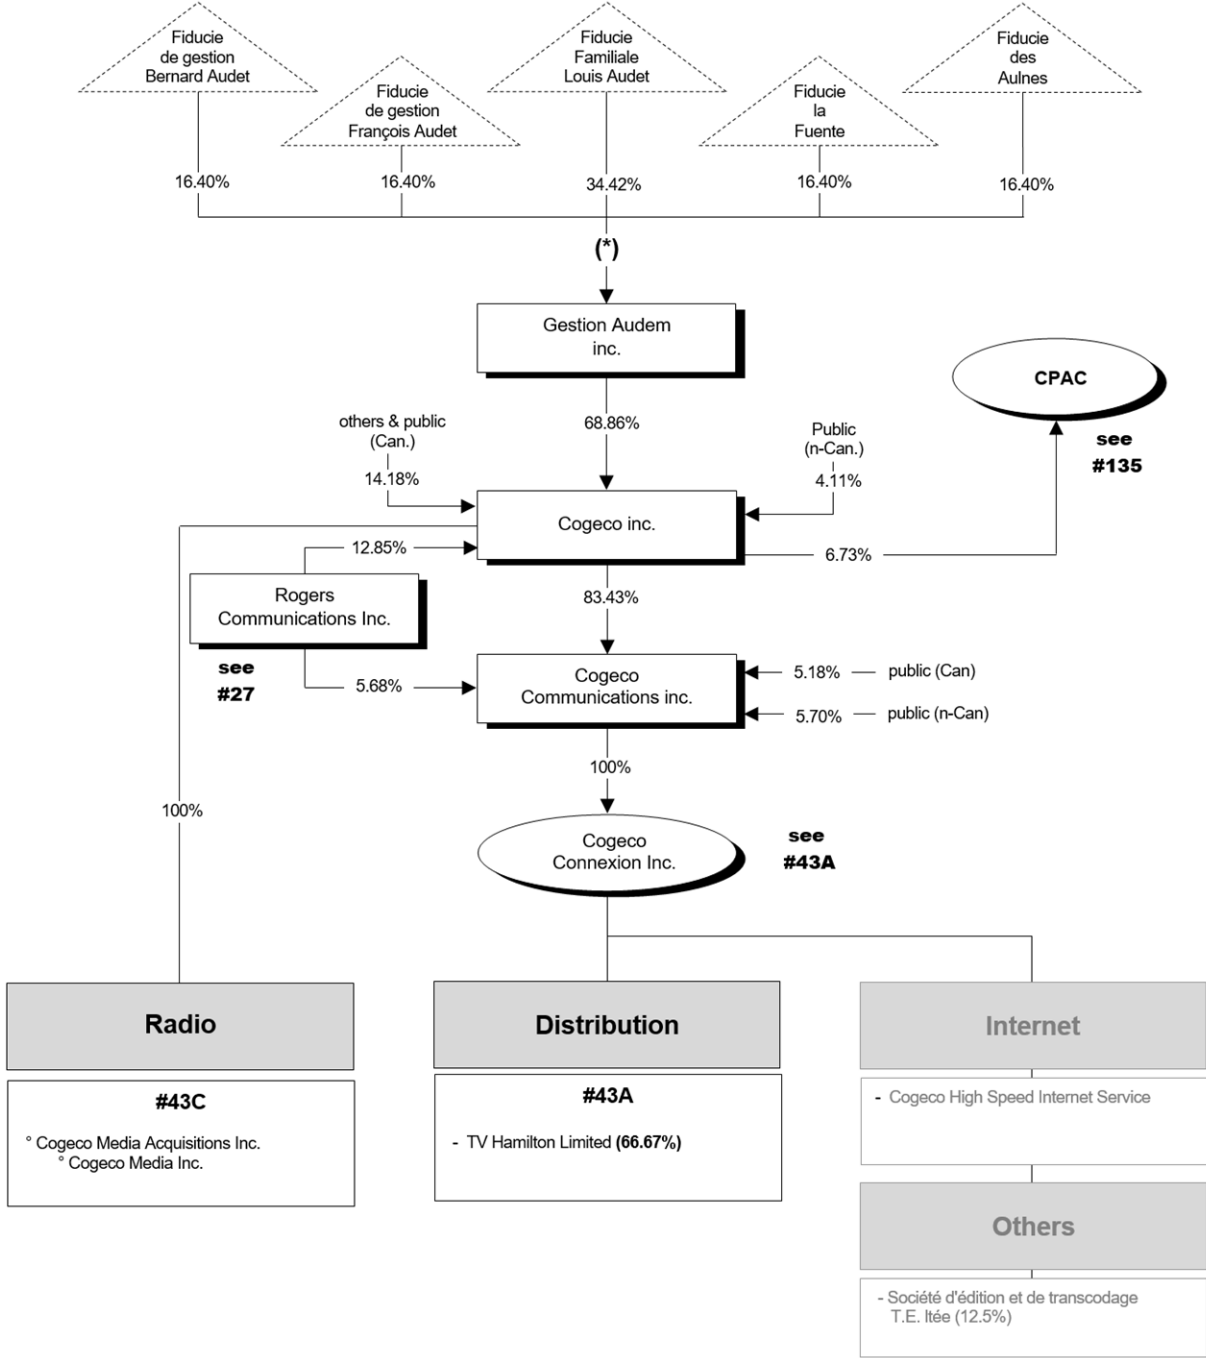 Fiducie
de gestion
Bernard Audet
Fiducie
de gestion
François Audet
Fiducie
Familiale
Louis Audet
Fiducie
la
Fuente
Fiducie
des
Aulnes
16.40%
16.40%
34.42%
16.40%
16.40%
(*)
Gestion Audem
inc.
CPAC
see
#135
68.86%
others & public
(Can.)
14.18%
Public
(n-Can.)
4.11%
Cogeco inc.
12.85%
6.73%
Rogers
Communications Inc.
see
#27
83.43%
5.68%
Cogeco
Communications inc.
5.18%
public (Can)
5.70%
public (n-Can)
100%
100%
Cogeco
Connexion Inc.
see
#43A
Radio
#43C
° Cogeco Media Acquisitions Inc.
° Cogeco Media Inc.
Distribution
#43A
- TV Hamilton Limited (66.67%)
Internet
- Cogeco High Speed Internet Service
Others
- Société d'édition et de transcodage
T.E. ltée (12.5%)